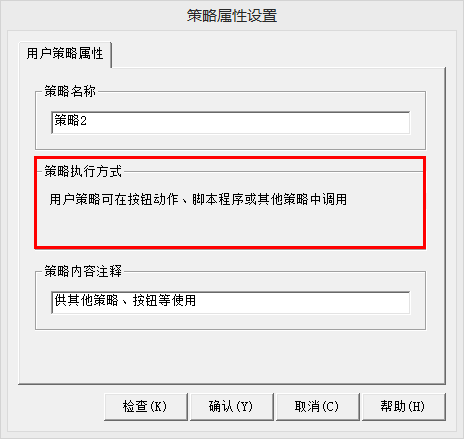 策略属性设置
用户策略属性
策略名称
策略2
策略执行方式
用户策略可在按钮动作、脚本程序或其他策略中调用
策略内容注释
供其他策略、按钮等使用
检查(K) 确认(Y) 取消(C) 帮助(H)